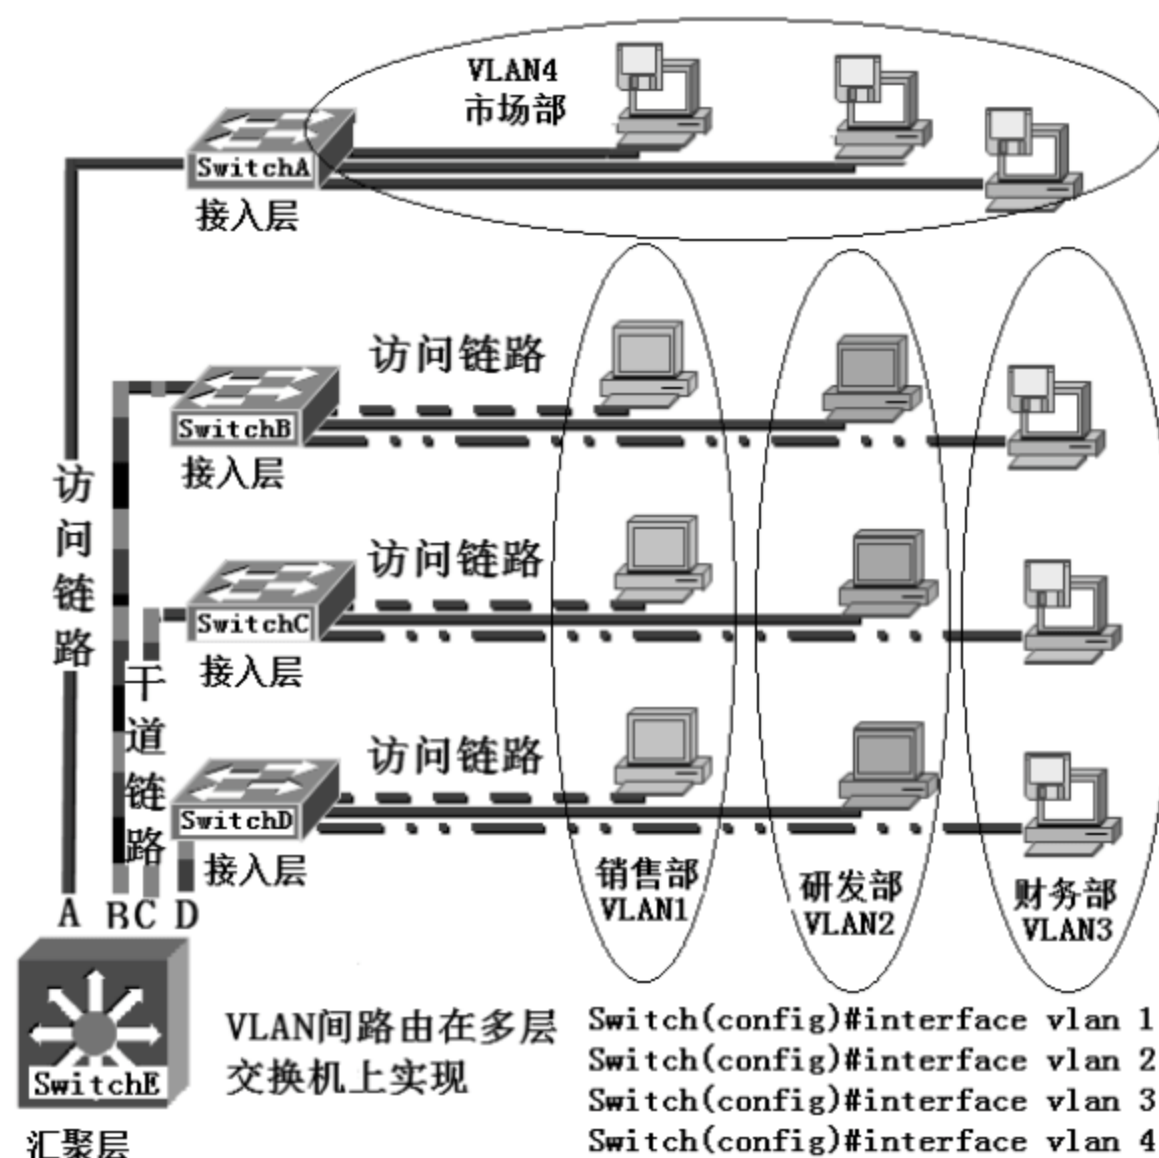 VLAN4
市场部
SwitchA
接入层
访问链路
SwitchB
接入层
访问链路
访问链路
SwitchC
接入层
干道链路
访问链路
SwitchD
接入层
销售部
VLAN1
研发部
VLAN2
财务部
VLAN3
A B C D
SwitchE
汇聚层
VLAN间路由在多层
交换机上实现
Switch(config)#interface vlan 1
Switch(config)#interface vlan 2
Switch(config)#interface vlan 3
Switch(config)#interface vlan 4